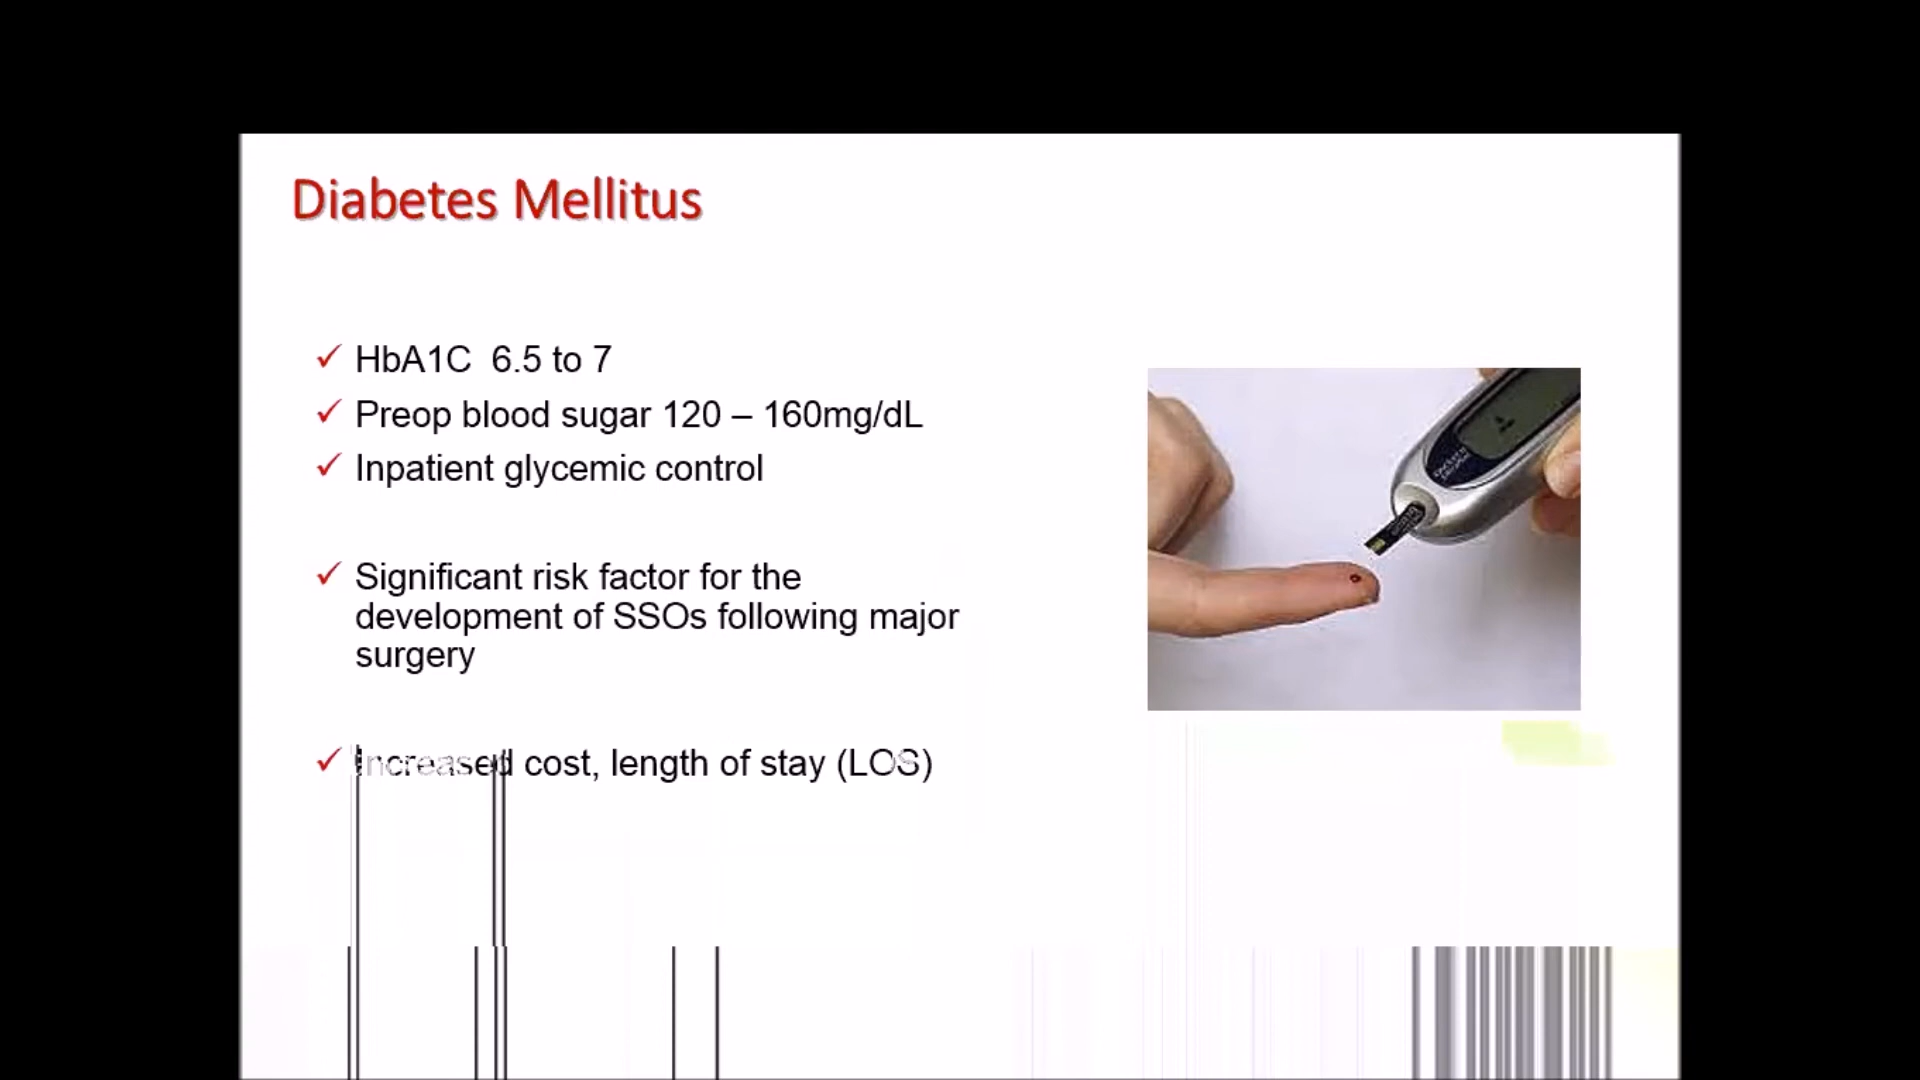 Diabetes Mellitus
✓ HbA1C 6.5 to 7
✓ Preop blood sugar 120 – 160mg/dL
✓ Inpatient glycemic control
✓ Significant risk factor for the
development of SSOs following major
surgery
✓ Increased cost, length of stay (LOS)